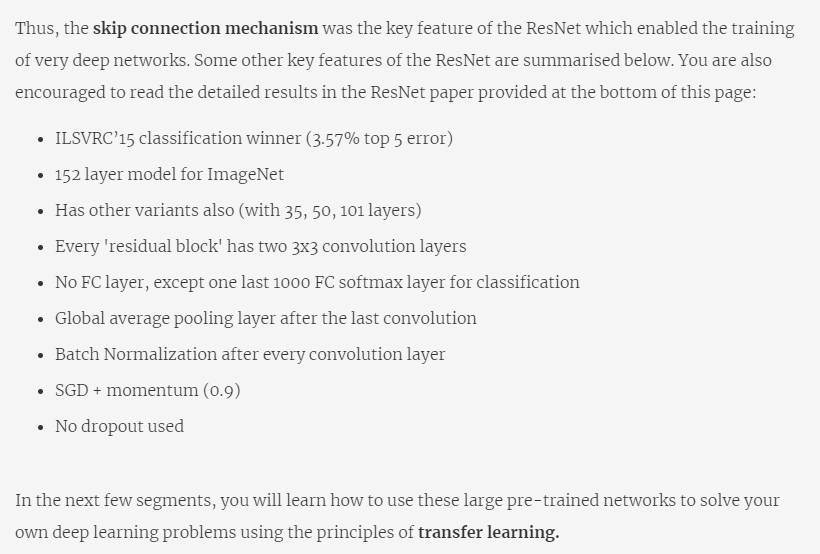 Thus, the skip connection mechanism was the key feature of the ResNet which enabled the training
of very deep networks. Some other key features of the ResNet are summarised below. You are also
encouraged to read the detailed results in the ResNet paper provided at the bottom of this page:
• ILSVRC’15 classification winner (3.57% top 5 error)
• 152 layer model for ImageNet
• Has other variants also (with 35, 50, 101 layers)
• Every 'residual block' has two 3x3 convolution layers
• No FC layer, except one last 1000 FC softmax layer for classification
• Global average pooling layer after the last convolution
• Batch Normalization after every convolution layer
• SGD + momentum (0.9)
• No dropout used
In the next few segments, you will learn how to use these large pre-trained networks to solve your
own deep learning problems using the principles of transfer learning.